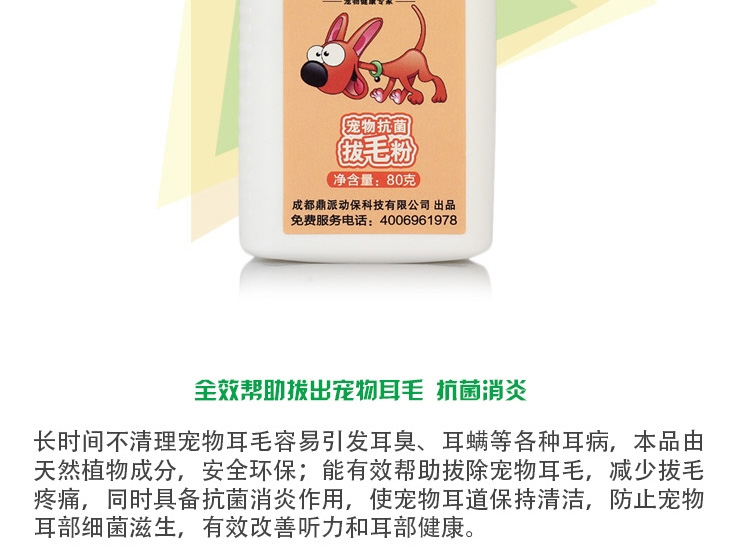 宠物健康专家
宠物抗菌
拔毛粉
净含量：80克
成都鼎派动保科技有限公司 出品
免费服务电话：4006961978
全效帮助拔出宠物耳毛 抗菌消炎
长时间不清理宠物耳毛容易引发耳臭、耳螨等各种耳病，本品由
天然植物成分，安全环保；能有效帮助拔除宠物耳毛，减少拔毛
疼痛，同时具备抗菌消炎作用，使宠物耳道保持清洁，防止宠物
耳部细菌滋生，有效改善听力和耳部健康。